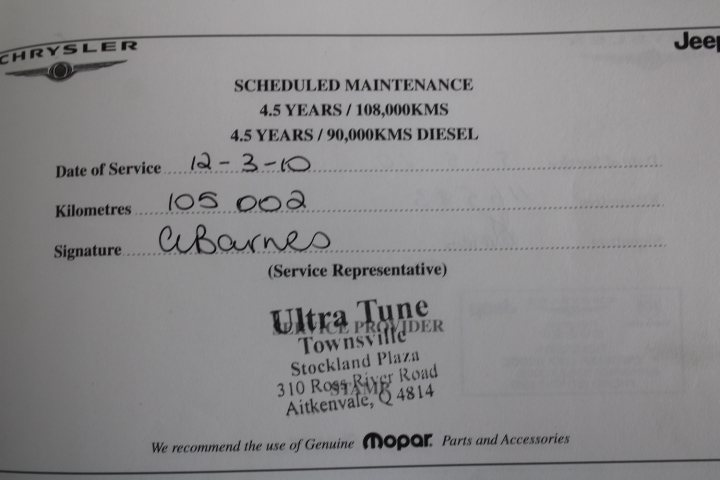 CHRYSLER
Jeep
SCHEDULED MAINTENANCE
4.5 YEARS / 108,000KMS
4.5 YEARS / 90,000KMS DIESEL
Date of Service 12-3-10
Kilometres 105 002
Signature CBarnes
(Service Representative)
Ultra Tune
SERVICE PROVIDER
Townsville
Stockland Plaza
310 Ross River Road
STAMP
Aitkenvale, Q 4814
We recommend the use of Genuine Mopar. Parts and Accessories